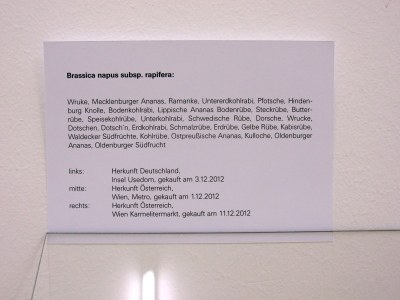 Brassica napus subsp. rapifera:
Wruke, Mecklenburger Ananas, Ramanke, Untererdkohlrabi, Pfotsche, Hinden-
burg Knolle, Bodenkohlrabi, Lippische Ananas Bodenrübe, Steckrübe, Butter-
rübe, Speisekohlrübe, Unterkohlrabi, Schwedische Rübe, Dorsche, Wrucke,
Dotschen, Dotsch'n, Erdkohlrabi, Schmalzrübe, Erdrübe, Gelbe Rübe, Kabisrübe,
Waldecker Südfrüchte, Kohlrübe, Ostpreußische Ananas, Kulloche, Oldenburger
Ananas, Oldenburger Südfrucht
links: Herkunft Deutschland,
Insel Usedom, gekauft am 3.12.2012
mitte: Herkunft Österreich,
Wien, Metro, gekauft am 1.12.2012
rechts: Herkunft Österreich,
Wien Karmelitermarkt, gekauft am 11.12.2012